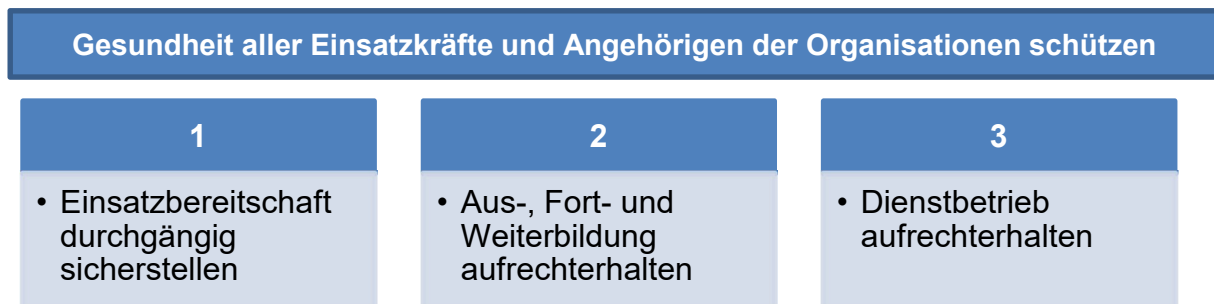 Gesundheit aller Einsatzkräfte und Angehörigen der Organisationen schützen
1
• Einsatzbereitschaft
durchgängig
sicherstellen
2
• Aus-, Fort- und
Weiterbildung
aufrechterhalten
3
• Dienstbetrieb
aufrechterhalten